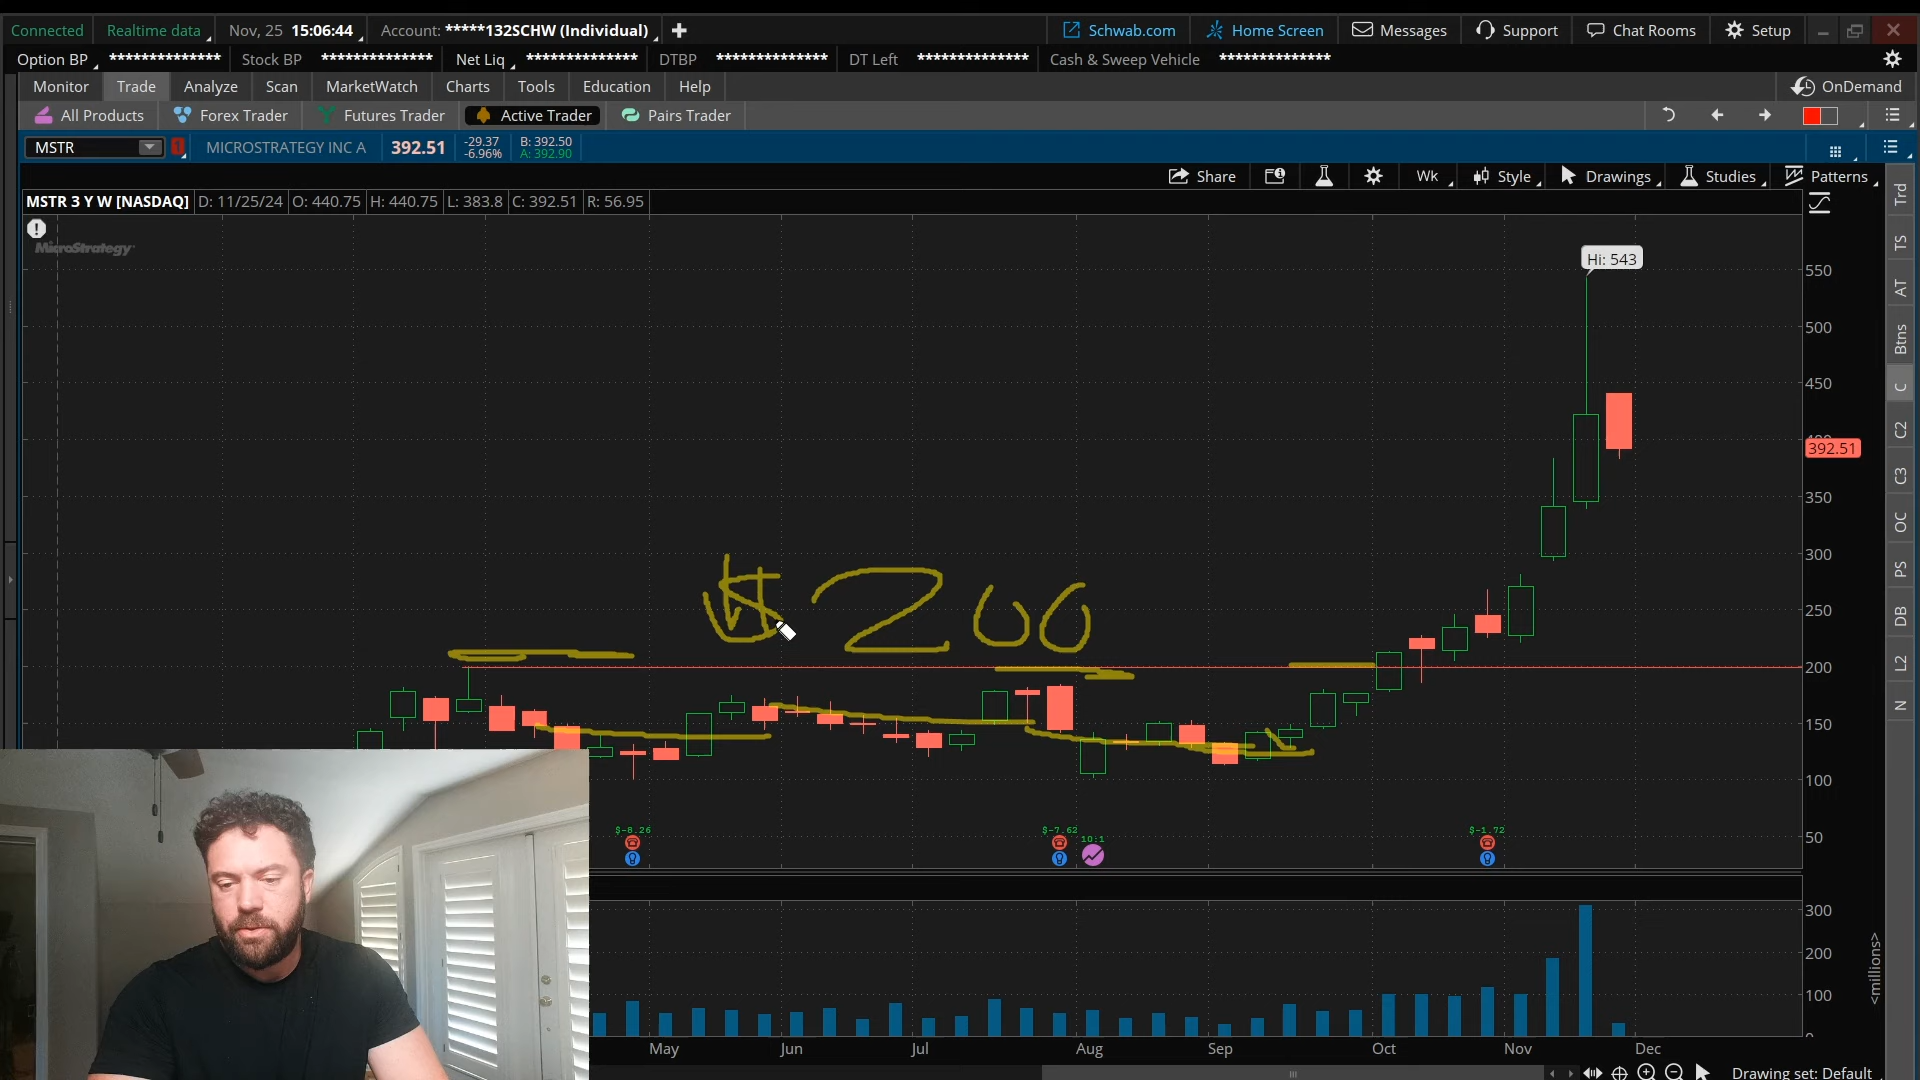 Connected Realtime data Nov, 25 15:06:44 Account: *****132SCHW (Individual) Schwab.com Home Screen Messages Support Chat Rooms Setup
Option BP ************** Stock BP ************** Net Liq ************** DTBP ************** DT Left ************** Cash & Sweep Vehicle **************
Monitor Trade Analyze Scan MarketWatch Charts Tools Education Help OnDemand
All Products Forex Trader Futures Trader Active Trader Pairs Trader
MSTR 1 MICROSTRATEGY INC A 392.51 -29.37 B: 392.50
-6.96% A: 392.90
Share Wk Style Drawings Studies Patterns
MSTR 3 Y W [NASDAQ] D: 11/25/24 O: 440.75 H: 440.75 L: 383.8 C: 392.51 R: 56.95
MicroStrategy
Hi: 543
550
500
450
392.51
350
300
$ 200
250
200
150
100
$-8.26 $-7.62 10:1 $-1.72
50
300
200
100
<millions>
May Jun Jul Aug Sep Oct Nov Dec
Drawing set: Default
Trd
TS
AT
Btns
C
C2
C3
OC
PS
DB
L2
N